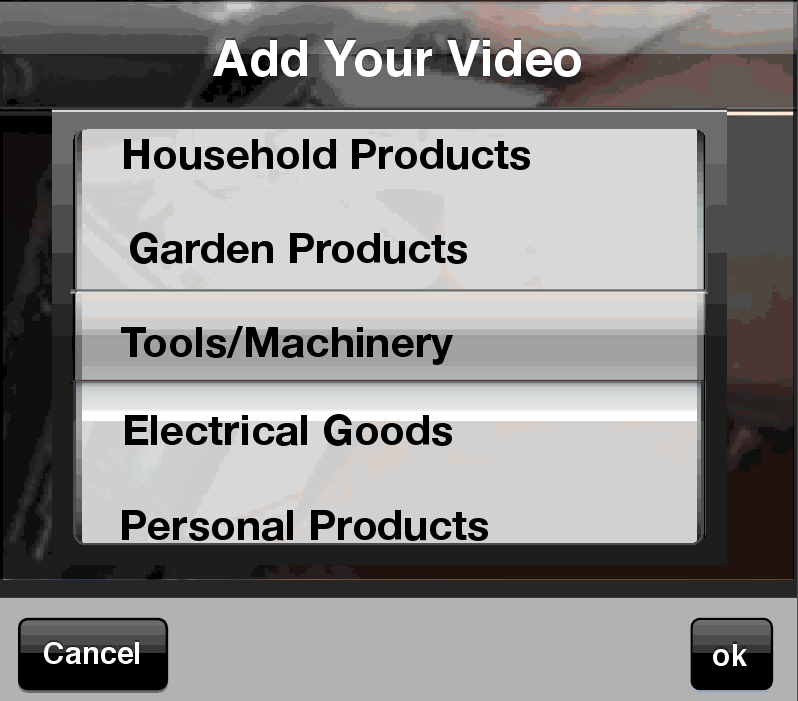 Add Your Video
Household Products
Garden Products
Tools/Machinery
Electrical Goods
Personal Products
Cancel
ok